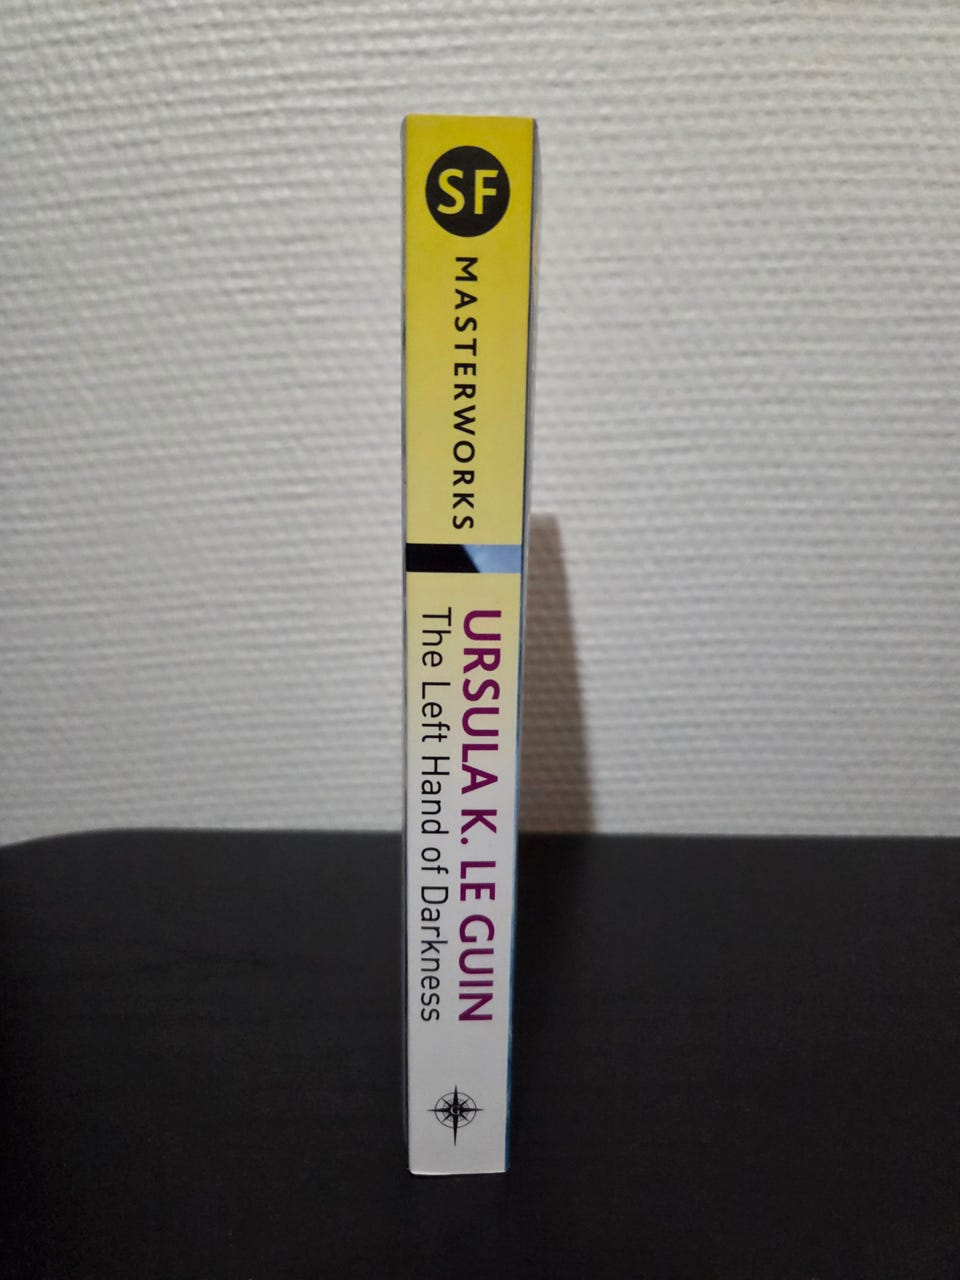 SF
MASTERWORKS
URSULA K. LE GUIN
The Left Hand of Darkness
G